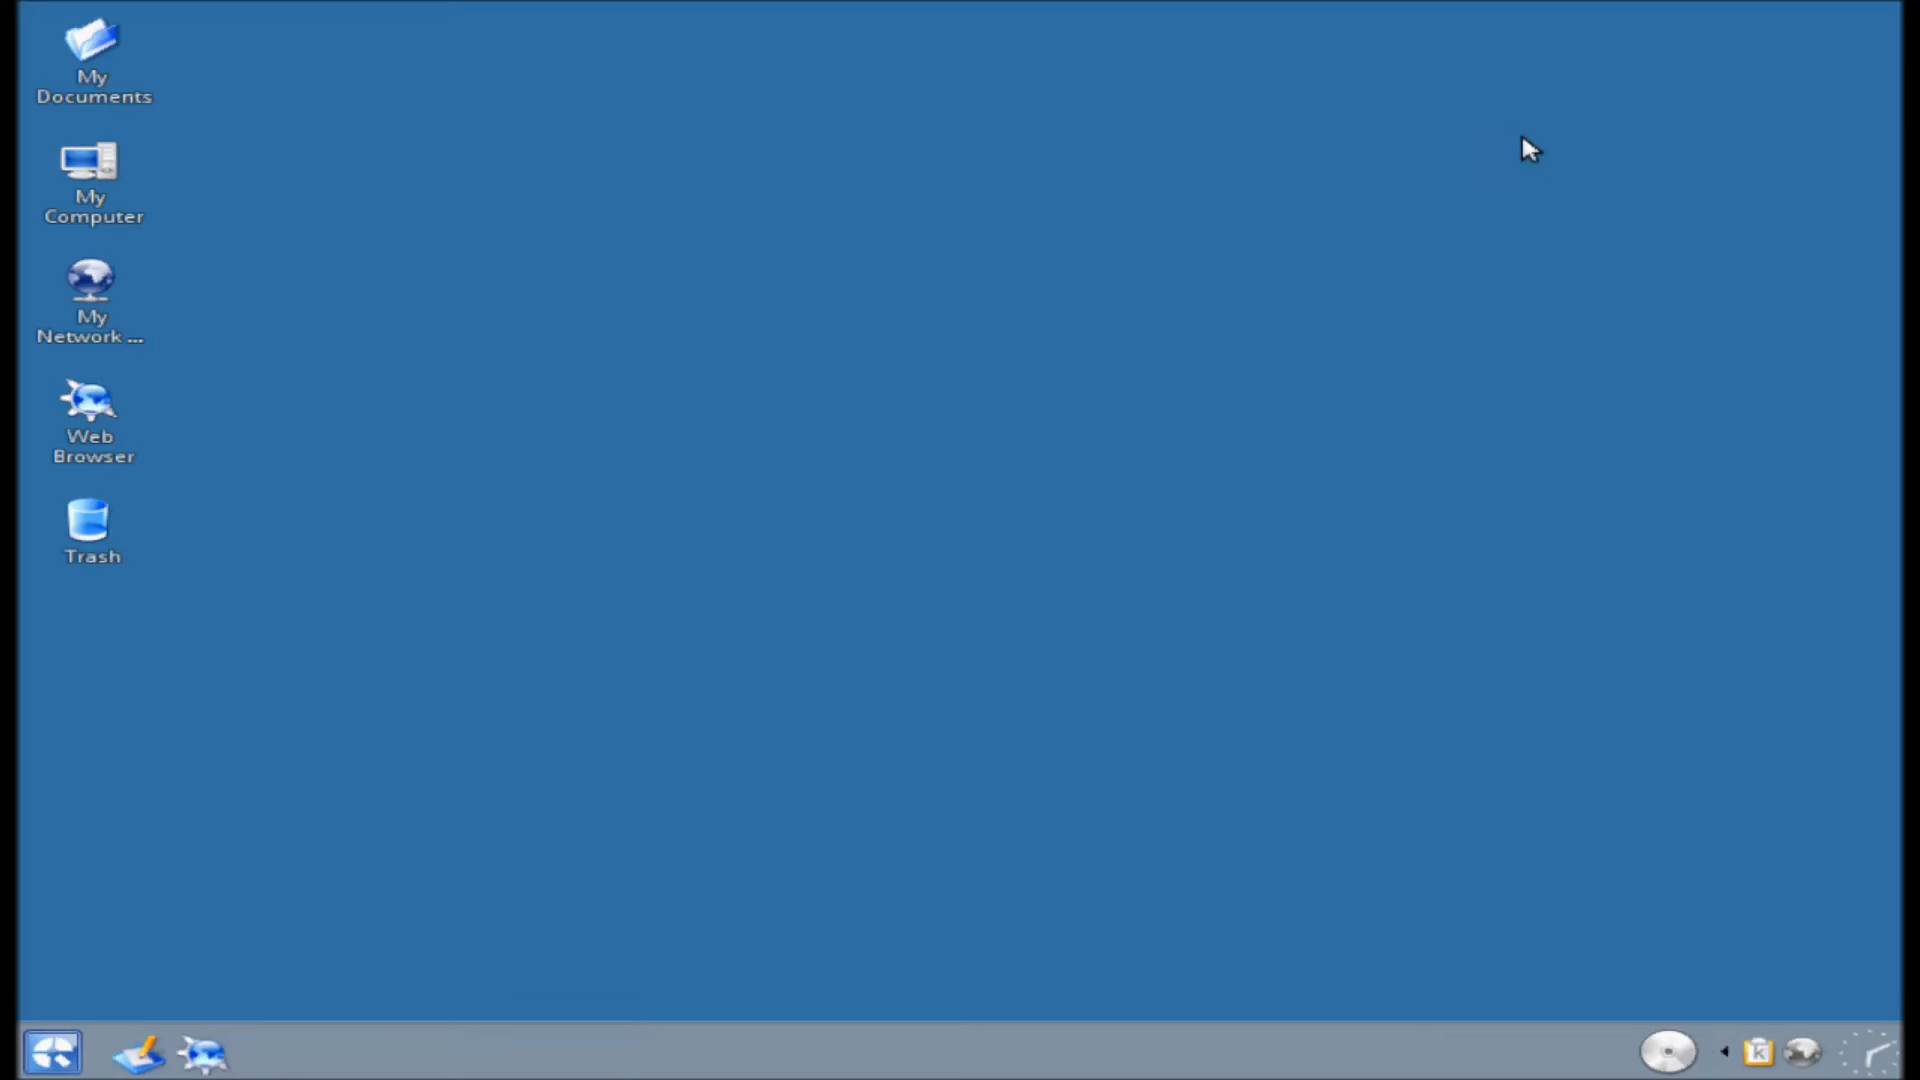 My
Documents
My
Computer
My
Network ...
Web
Browser
Trash
k